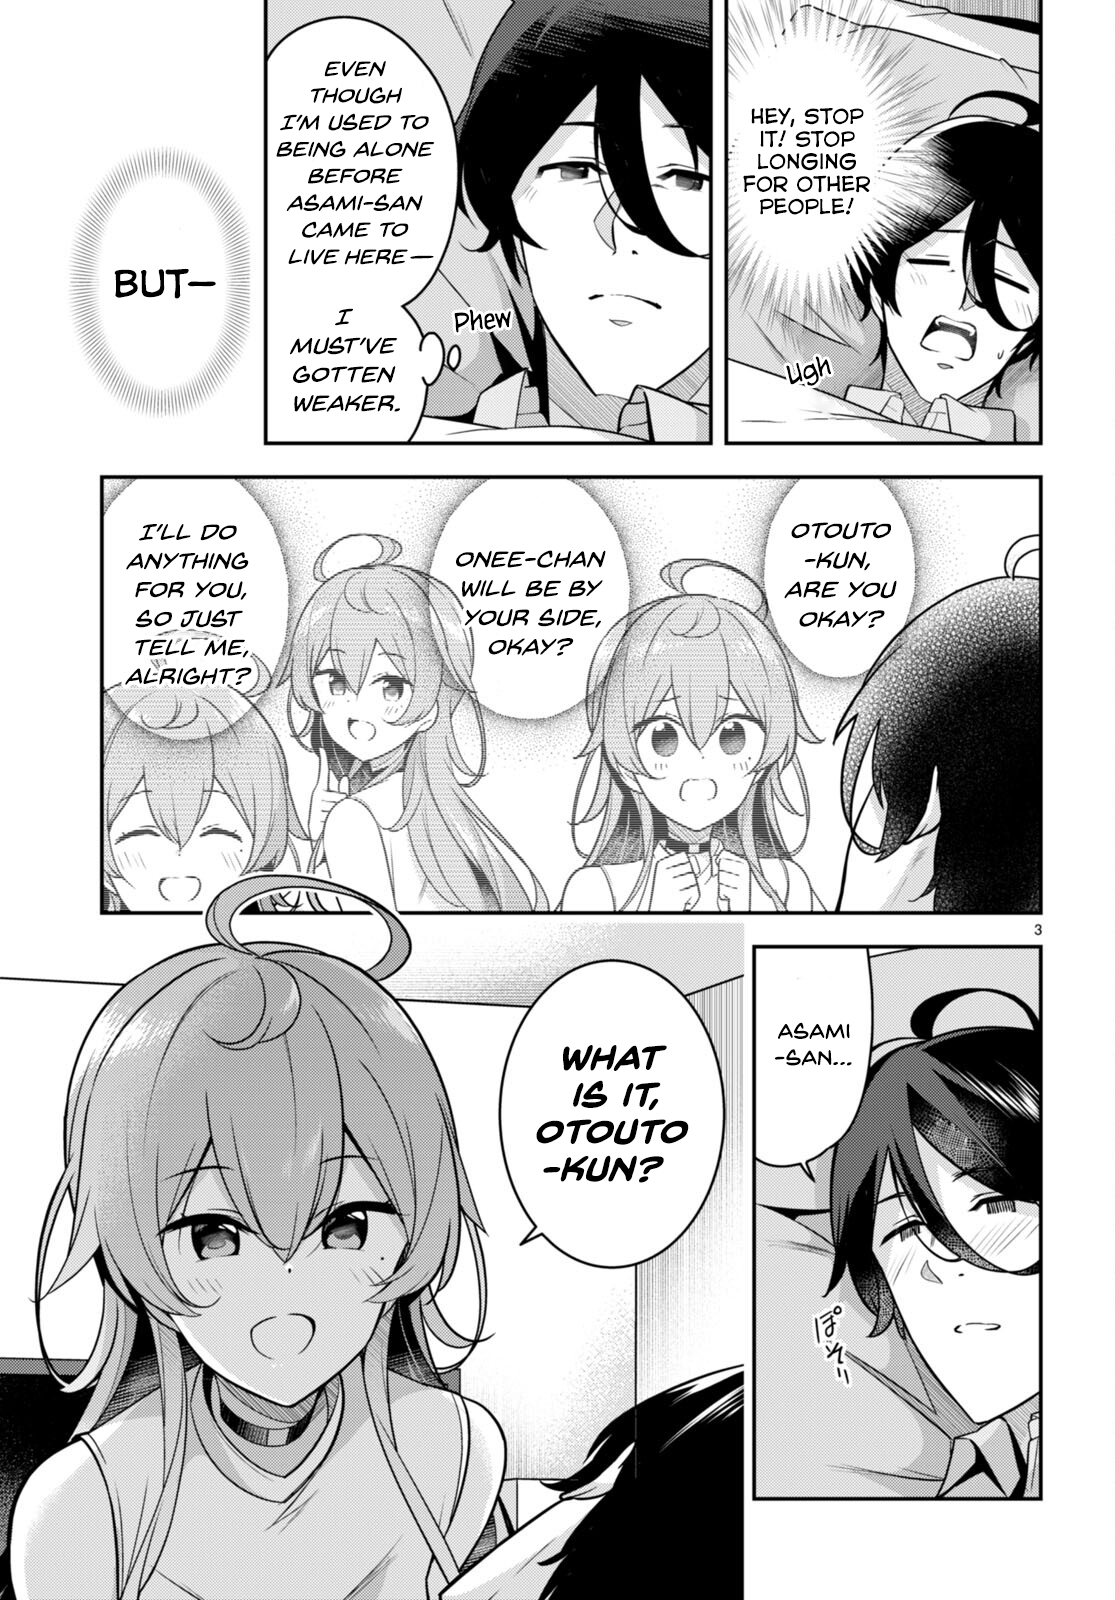 HEY, STOP
IT! STOP
LONGING
FOR OTHER
PEOPLE!
Ugh
EVEN
THOUGH
I'M USED TO
BEING ALONE
BEFORE
ASAMI-SAN
CAME TO
LIVE HERE—
I
MUST'VE
GOTTEN
WEAKER.
Phew
BUT—
OTOUTO
-KUN,
ARE YOU
OKAY?
ONEE-CHAN
WILL BE BY
YOUR SIDE,
OKAY?
I'LL DO
ANYTHING
FOR YOU,
SO JUST
TELL ME,
ALRIGHT?
3
ASAMI
-SAN...
ぽそっ
WHAT
IS IT,
OTOUTO
-KUN?